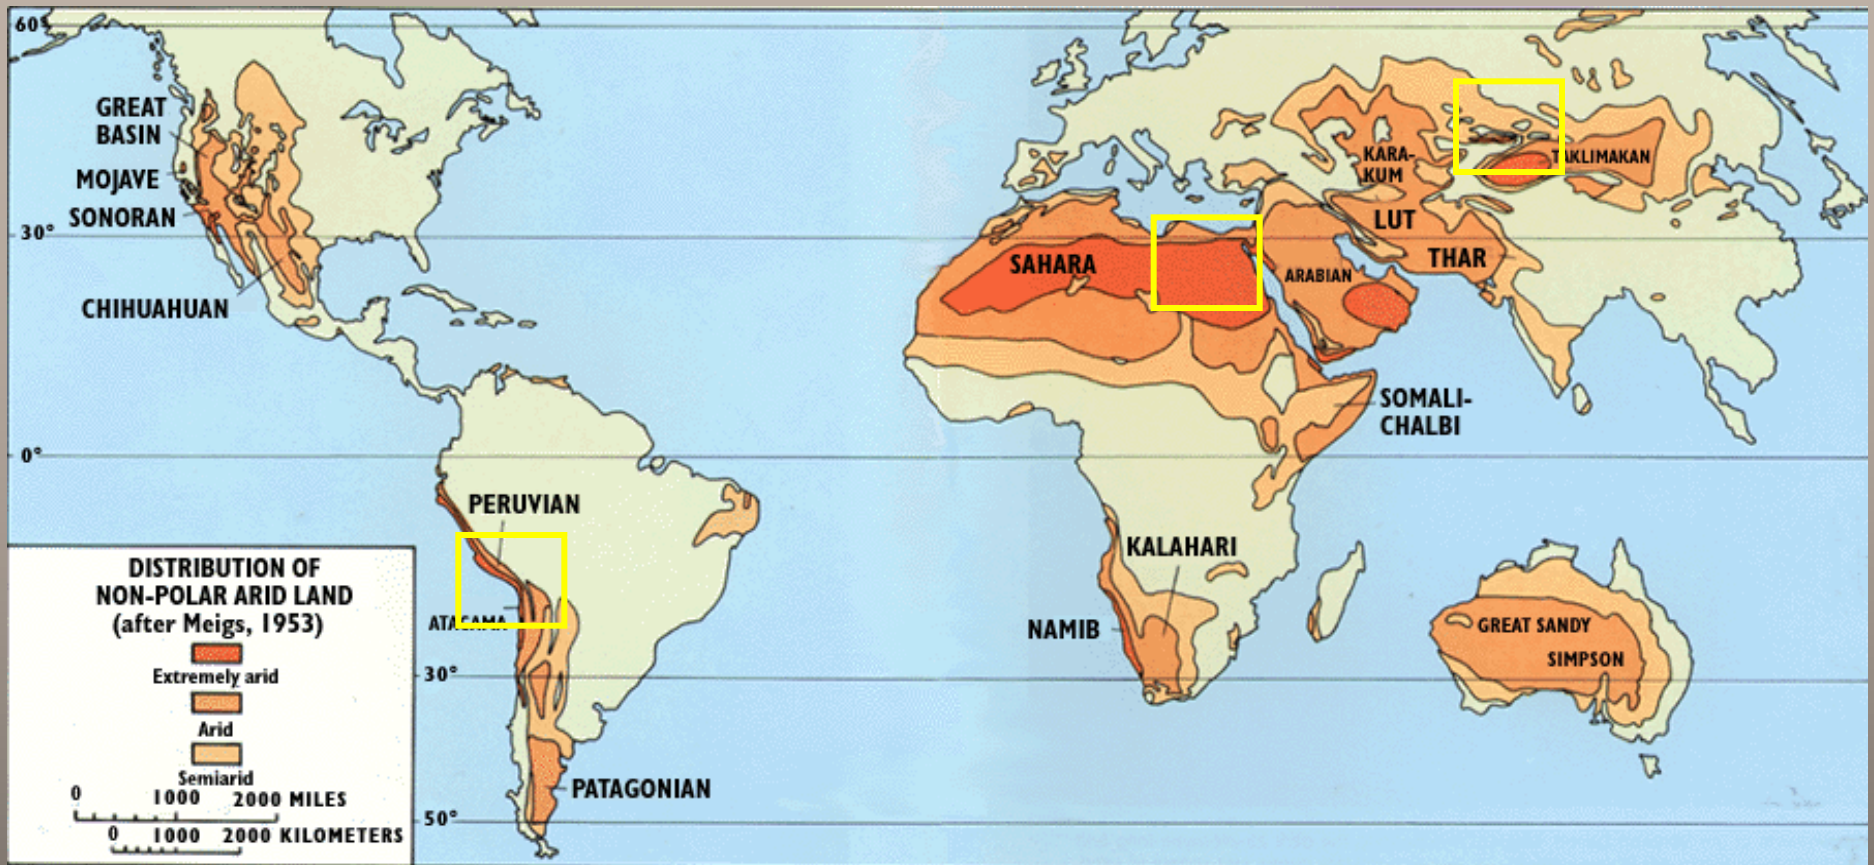 60°
GREAT
BASIN
MOJAVE
SONORAN
30°
CHIHUAHUAN
0°
PERUVIAN
ATACAMA
30°
PATAGONIAN
50°
KARA-
KUM
TAKLIMAKAN
LUT
THAR
SAHARA
ARABIAN
SOMALI-
CHALBI
KALAHARI
NAMIB
GREAT SANDY
SIMPSON
DISTRIBUTION OF
NON-POLAR ARID LAND
(after Meigs, 1953)
Extremely arid
Arid
Semiarid
0 1000 2000 MILES
0 1000 2000 KILOMETERS